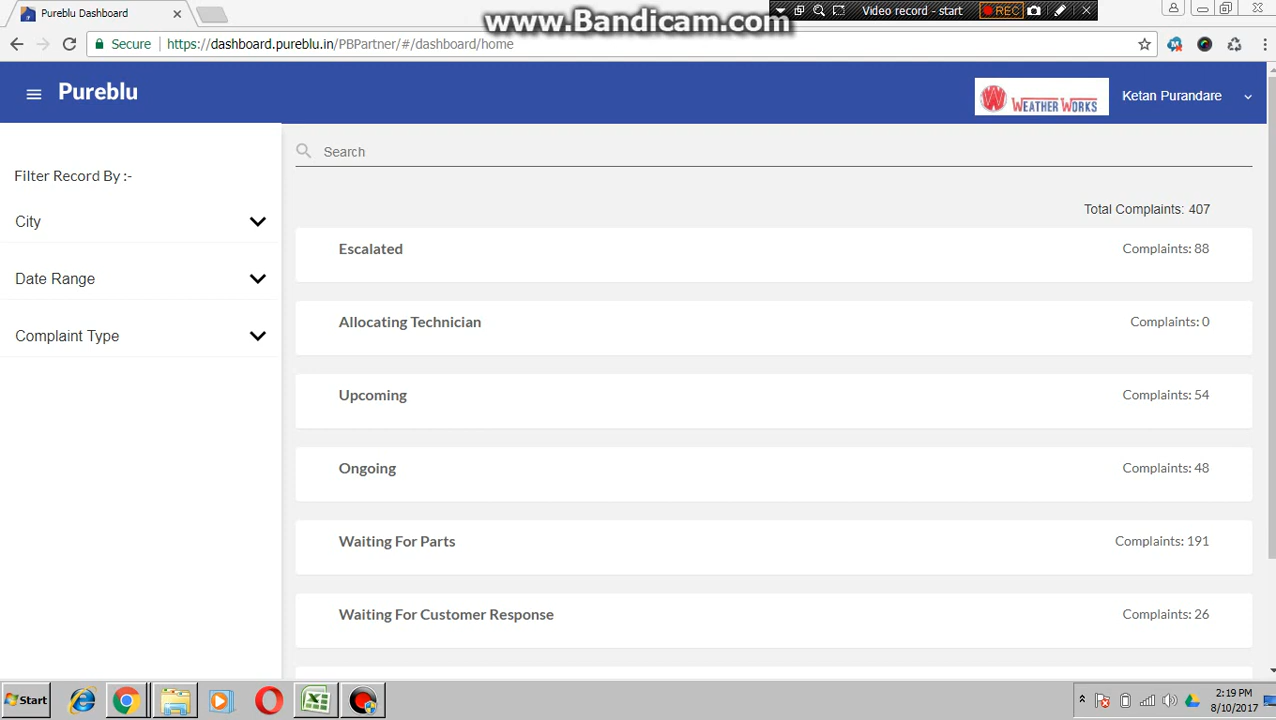 Pureblu Dashboard
www.Bandicam.com
Video record - start
REC
Secure
https://dashboard.pureblu.in/PBPartner/#/dashboard/home
Pureblu
WEATHER WORKS
Ketan Purandare
Search
Filter Record By :-
Total Complaints: 407
City
Escalated
Complaints: 88
Date Range
Allocating Technician
Complaints: 0
Complaint Type
Upcoming
Complaints: 54
Ongoing
Complaints: 48
Waiting For Parts
Complaints: 191
Waiting For Customer Response
Complaints: 26
Start
2:19 PM
8/10/2017